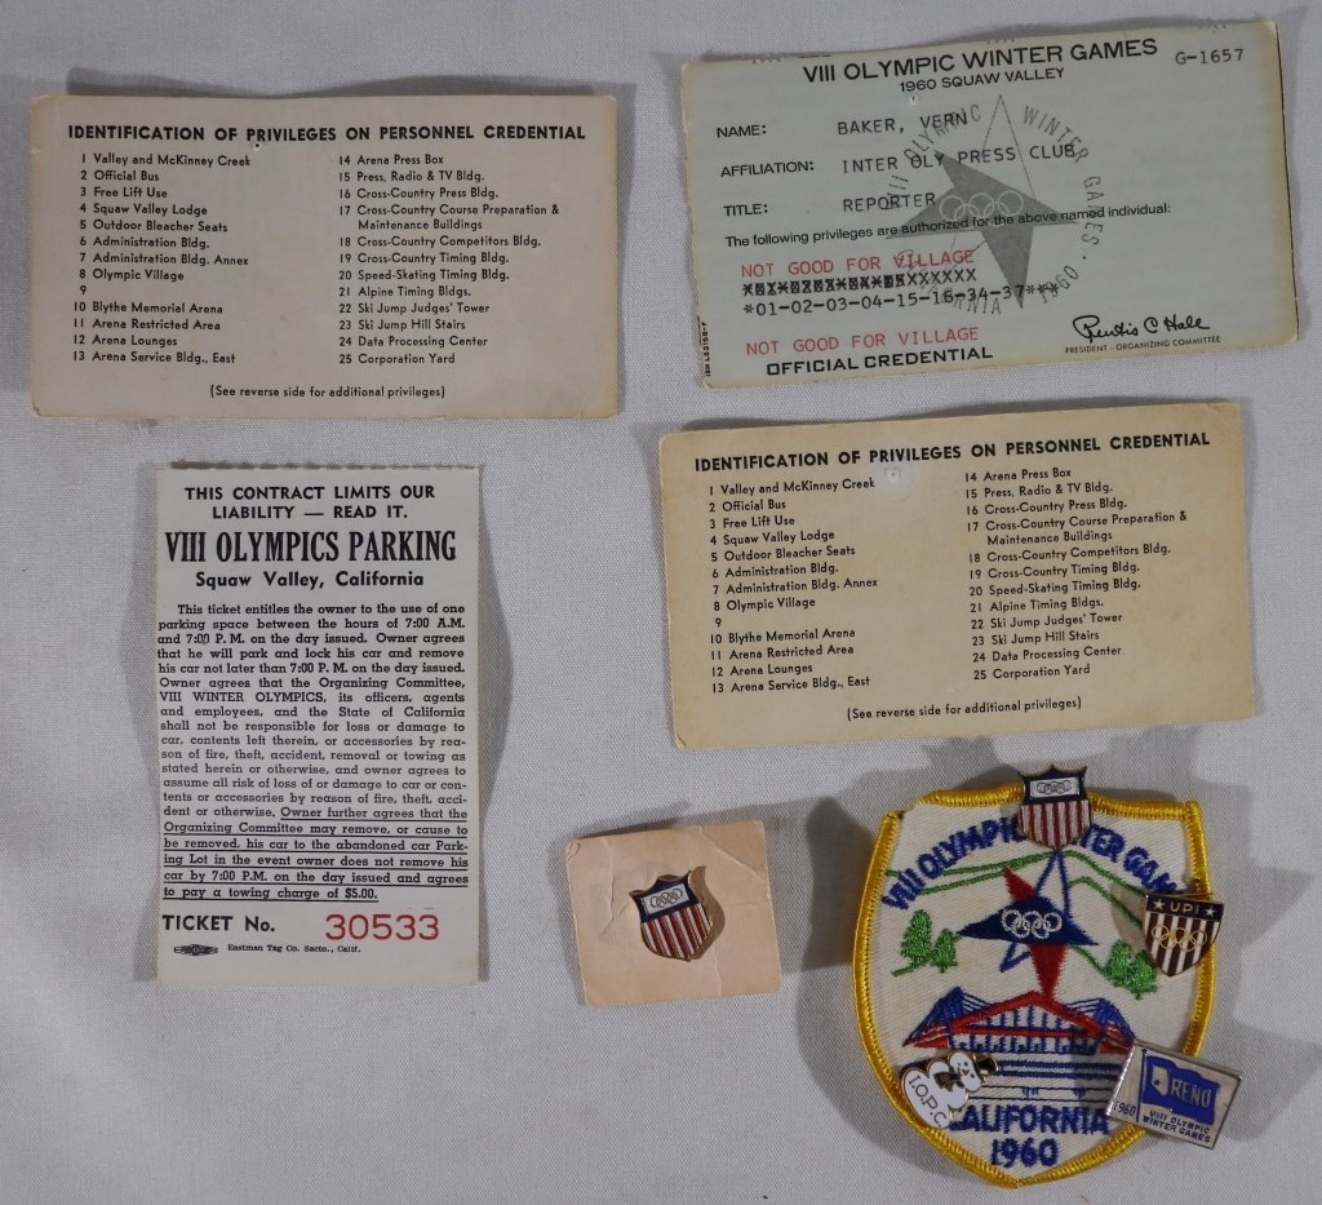 IDENTIFICATION OF PRIVILEGES ON PERSONNEL CREDENTIAL
1 Valley and McKinney Creek
2 Official Bus
3 Free Lift Use
4 Squaw Valley Lodge
5 Outdoor Bleacher Seats
6 Administration Bldg.
7 Administration Bldg. Annex
8 Olympic Village
9
10 Blythe Memorial Arena
11 Arena Restricted Area
12 Arena Lounges
13 Arena Service Bldg., East
14 Arena Press Box
15 Press, Radio & TV Bldg.
16 Cross-Country Press Bldg.
17 Cross-Country Course Preparation &
Maintenance Buildings
18 Cross-Country Competitors Bldg.
19 Cross-Country Timing Bldg.
20 Speed-Skating Timing Bldg.
21 Alpine Timing Bldgs.
22 Ski Jump Judges' Tower
23 Ski Jump Hill Stairs
24 Data Processing Center
25 Corporation Yard
(See reverse side for additional privileges)
VIII OLYMPIC WINTER GAMES
1960 SQUAW VALLEY
G-1657
NAME: BAKER, VERN
AFFILIATION: INTER OLY PRESS CLUB
TITLE: REPORTER
The following privileges are authorized for the above named individual:
NOT GOOD FOR VILLAGE
*01-02-03-04-15-16-34-37***
NOT GOOD FOR VILLAGE
OFFICIAL CREDENTIAL
Prentis C Hale
PRESIDENT - ORGANIZING COMMITTEE
OLYMPIC WINTER GAMES · 1960 ·
IDENTIFICATION OF PRIVILEGES ON PERSONNEL CREDENTIAL
1 Valley and McKinney Creek
2 Official Bus
3 Free Lift Use
4 Squaw Valley Lodge
5 Outdoor Bleacher Seats
6 Administration Bldg.
7 Administration Bldg. Annex
8 Olympic Village
9
10 Blythe Memorial Arena
11 Arena Restricted Area
12 Arena Lounges
13 Arena Service Bldg., East
14 Arena Press Box
15 Press, Radio & TV Bldg.
16 Cross-Country Press Bldg.
17 Cross-Country Course Preparation &
Maintenance Buildings
18 Cross-Country Competitors Bldg.
19 Cross-Country Timing Bldg.
20 Speed-Skating Timing Bldg.
21 Alpine Timing Bldgs.
22 Ski Jump Judges' Tower
23 Ski Jump Hill Stairs
24 Data Processing Center
25 Corporation Yard
(See reverse side for additional privileges)
THIS CONTRACT LIMITS OUR
LIABILITY — READ IT.
VIII OLYMPICS PARKING
Squaw Valley, California
This ticket entitles the owner to the use of one
parking space between the hours of 7:00 A.M.
and 7:00 P. M. on the day issued. Owner agrees
that he will park and lock his car and remove
his car not later than 7:00 P. M. on the day issued.
Owner agrees that the Organizing Committee,
VIII WINTER OLYMPICS, its officers, agents
and employees, and the State of California
shall not be responsible for loss or damage to
car, contents left therein, or accessories by rea-
son of fire, theft, accident, removal or towing as
stated herein or otherwise, and owner agrees to
assume all risk of loss of or damage to car or con-
tents or accessories by reason of fire, theft, acci-
dent or otherwise. Owner further agrees that the
Organizing Committee may remove, or cause to
be removed, his car to the abandoned car Park-
ing Lot in the event owner does not remove his
car by 7:00 P.M. on the day issued and agrees
to pay a towing charge of $5.00.
TICKET No. 30533
Eastman Tag Co. Sacto., Calif.
VIII OLYMPIC WINTER GAM
UPI
I.O.P.C.
RENO
1960
VIII OLYMPIC
WINTER GAMES
CALIFORNIA
1960